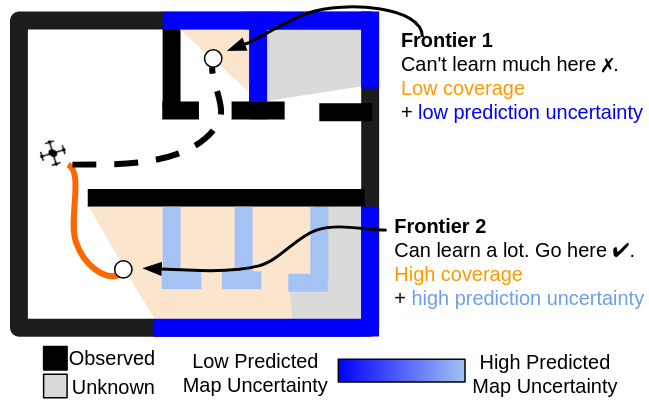 Frontier 1
Can't learn much here ✗.
Low coverage
+ low prediction uncertainty
Frontier 2
Can learn a lot. Go here ✔.
High coverage
+ high prediction uncertainty
Observed
Unknown
Low Predicted
Map Uncertainty
High Predicted
Map Uncertainty